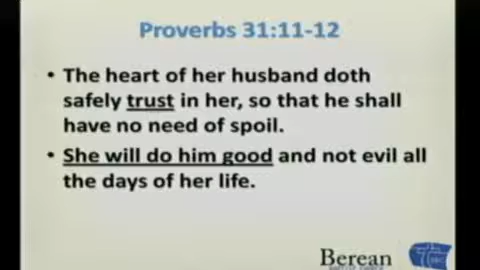 Proverbs 31:11-12
• The heart of her husband doth
safely trust in her, so that he shall
have no need of spoil.
• She will do him good and not evil all
the days of her life.
Berean